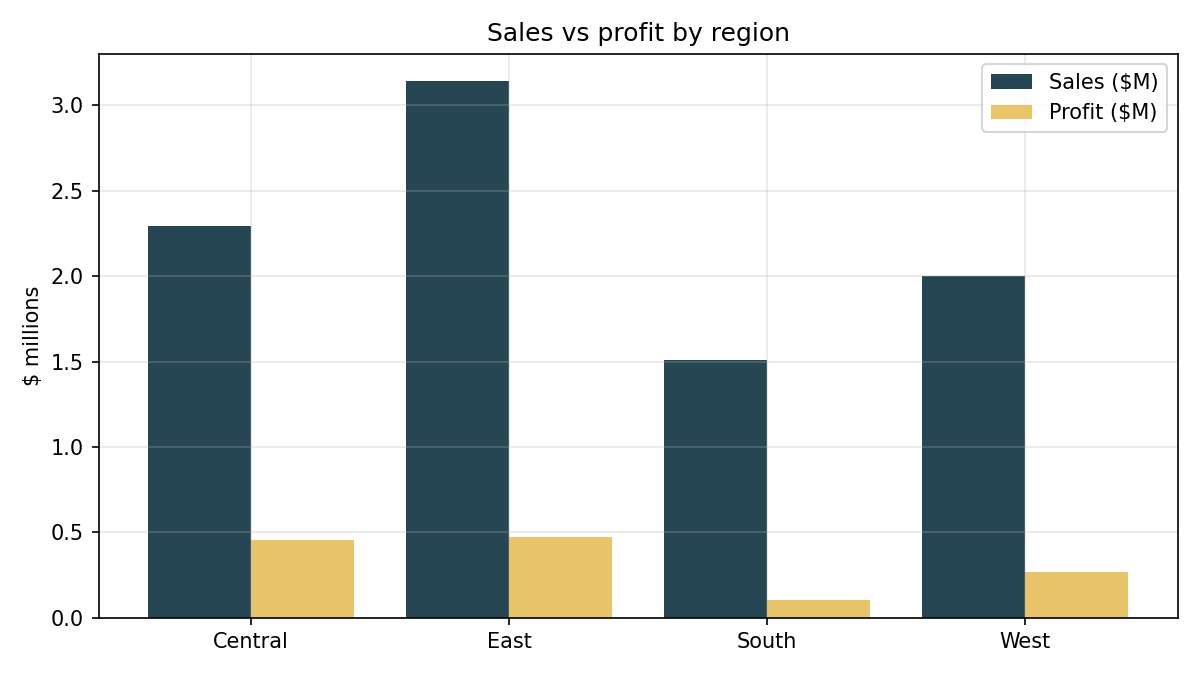 Sales vs profit by region
Sales ($M)
Profit ($M)
$ millions
3.0
2.5
2.0
1.5
1.0
0.5
0.0
Central
East
South
West